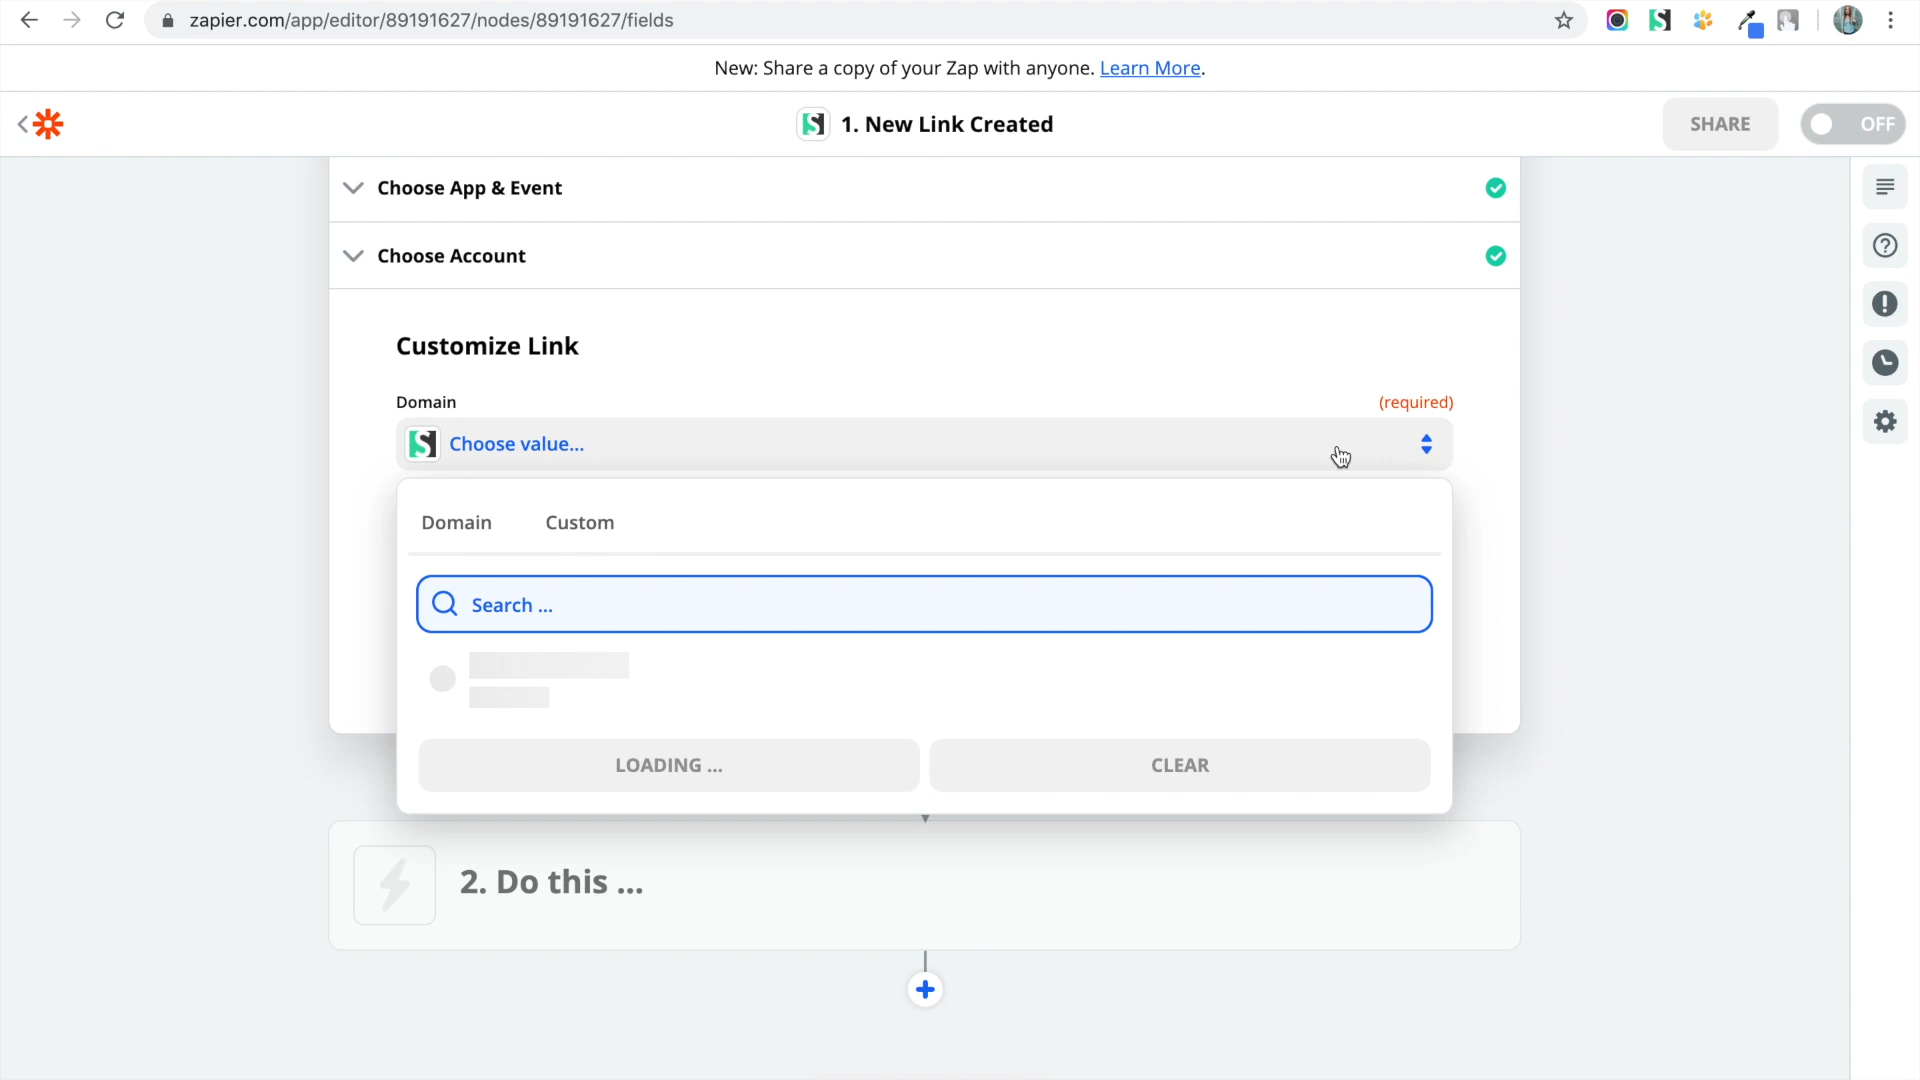 zapier.com/app/editor/89191627/nodes/89191627/fields
New: Share a copy of your Zap with anyone. Learn More.
1. New Link Created
SHARE
OFF
Choose App & Event
Choose Account
Customize Link
Domain
(required)
Choose value...
Domain
Custom
Search ...
LOADING ...
CLEAR
2. Do this ...